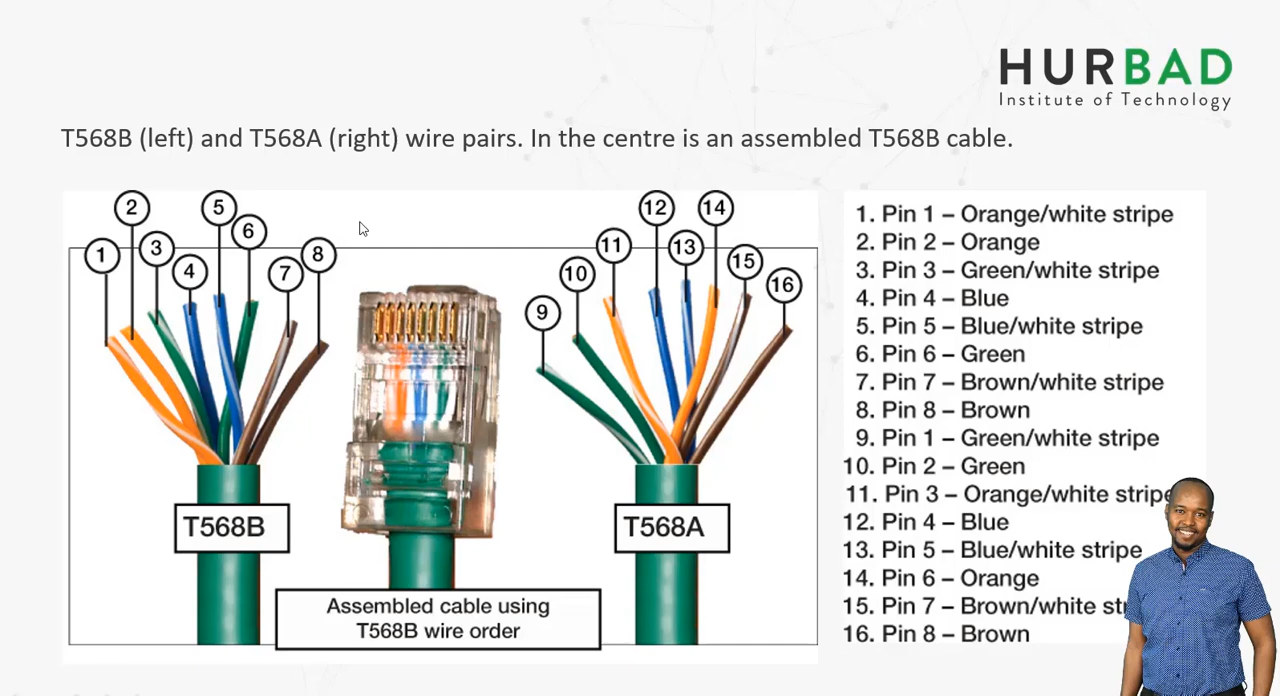 HURBAD
Institute of Technology
T568B (left) and T568A (right) wire pairs. In the centre is an assembled T568B cable.
1
2
3
4
5
6
7
8
9
10
11
12
13
14
15
16
T568B
T568A
Assembled cable using
T568B wire order
1. Pin 1 – Orange/white stripe
2. Pin 2 – Orange
3. Pin 3 – Green/white stripe
4. Pin 4 – Blue
5. Pin 5 – Blue/white stripe
6. Pin 6 – Green
7. Pin 7 – Brown/white stripe
8. Pin 8 – Brown
9. Pin 1 – Green/white stripe
10. Pin 2 – Green
11. Pin 3 – Orange/white stripe
12. Pin 4 – Blue
13. Pin 5 – Blue/white stripe
14. Pin 6 – Orange
15. Pin 7 – Brown/white
16. Pin 8 – Brown